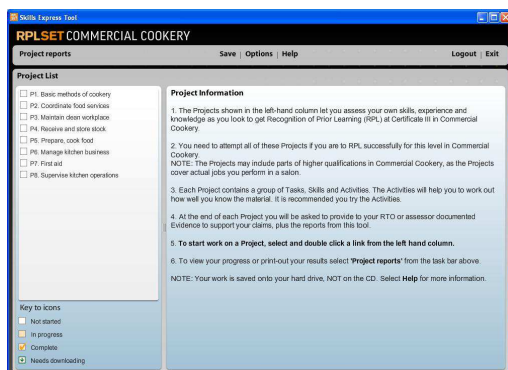 Skills Express Tool
RPLSET COMMERCIAL COOKERY
Project reports Save | Options | Help Logout | Exit
Project List
P1. Basic methods of cookery
P2. Coordinate food services
P3. Maintain clean workplace
P4. Receive and store stock
P5. Prepare, cook food
P6. Manage kitchen business
P7. First aid
P8. Supervise kitchen operations
Key to icons
Not started
In progress
Complete
Needs downloading
Project Information
1. The Projects shown in the left-hand column let you assess your own skills, experience and
knowledge as you look to get Recognition of Prior Learning (RPL) at Certificate III in Commercial
Cookery.
2. You need to attempt all of these Projects if you are to RPL successfully for this level in Commercial
Cookery.
NOTE: The Projects may include parts of higher qualifications in Commercial Cookery, as the Projects
cover actual jobs you perform in a salon.
3. Each Project contains a group of Tasks, Skills and Activities. The Activities will help you to work out
how well you know the material. It is recommended you try the Activities.
4. At the end of each Project you will be asked to provide to your RTO or assessor documented
Evidence to support your claims, plus the reports from this tool.
5. To start work on a Project, select and double click a link from the left hand column.
6. To view your progress or print-out your results select 'Project reports' from the task bar above.
NOTE: Your work is saved onto your hard drive, NOT on the CD. Select Help for more information.